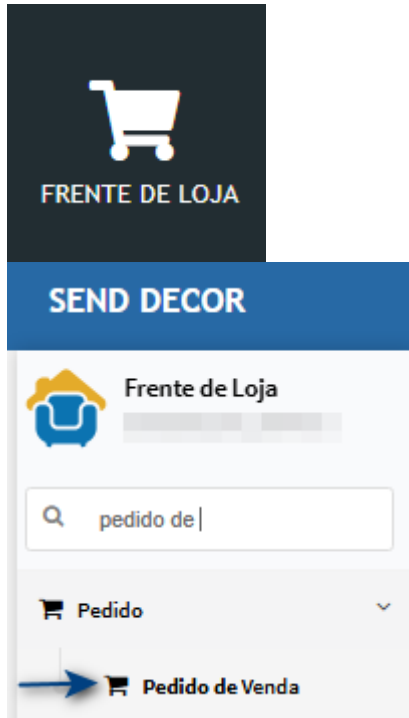 FRENTE DE LOJA
SEND DECOR
Frente de Loja
pedido de
Pedido
Pedido de Venda